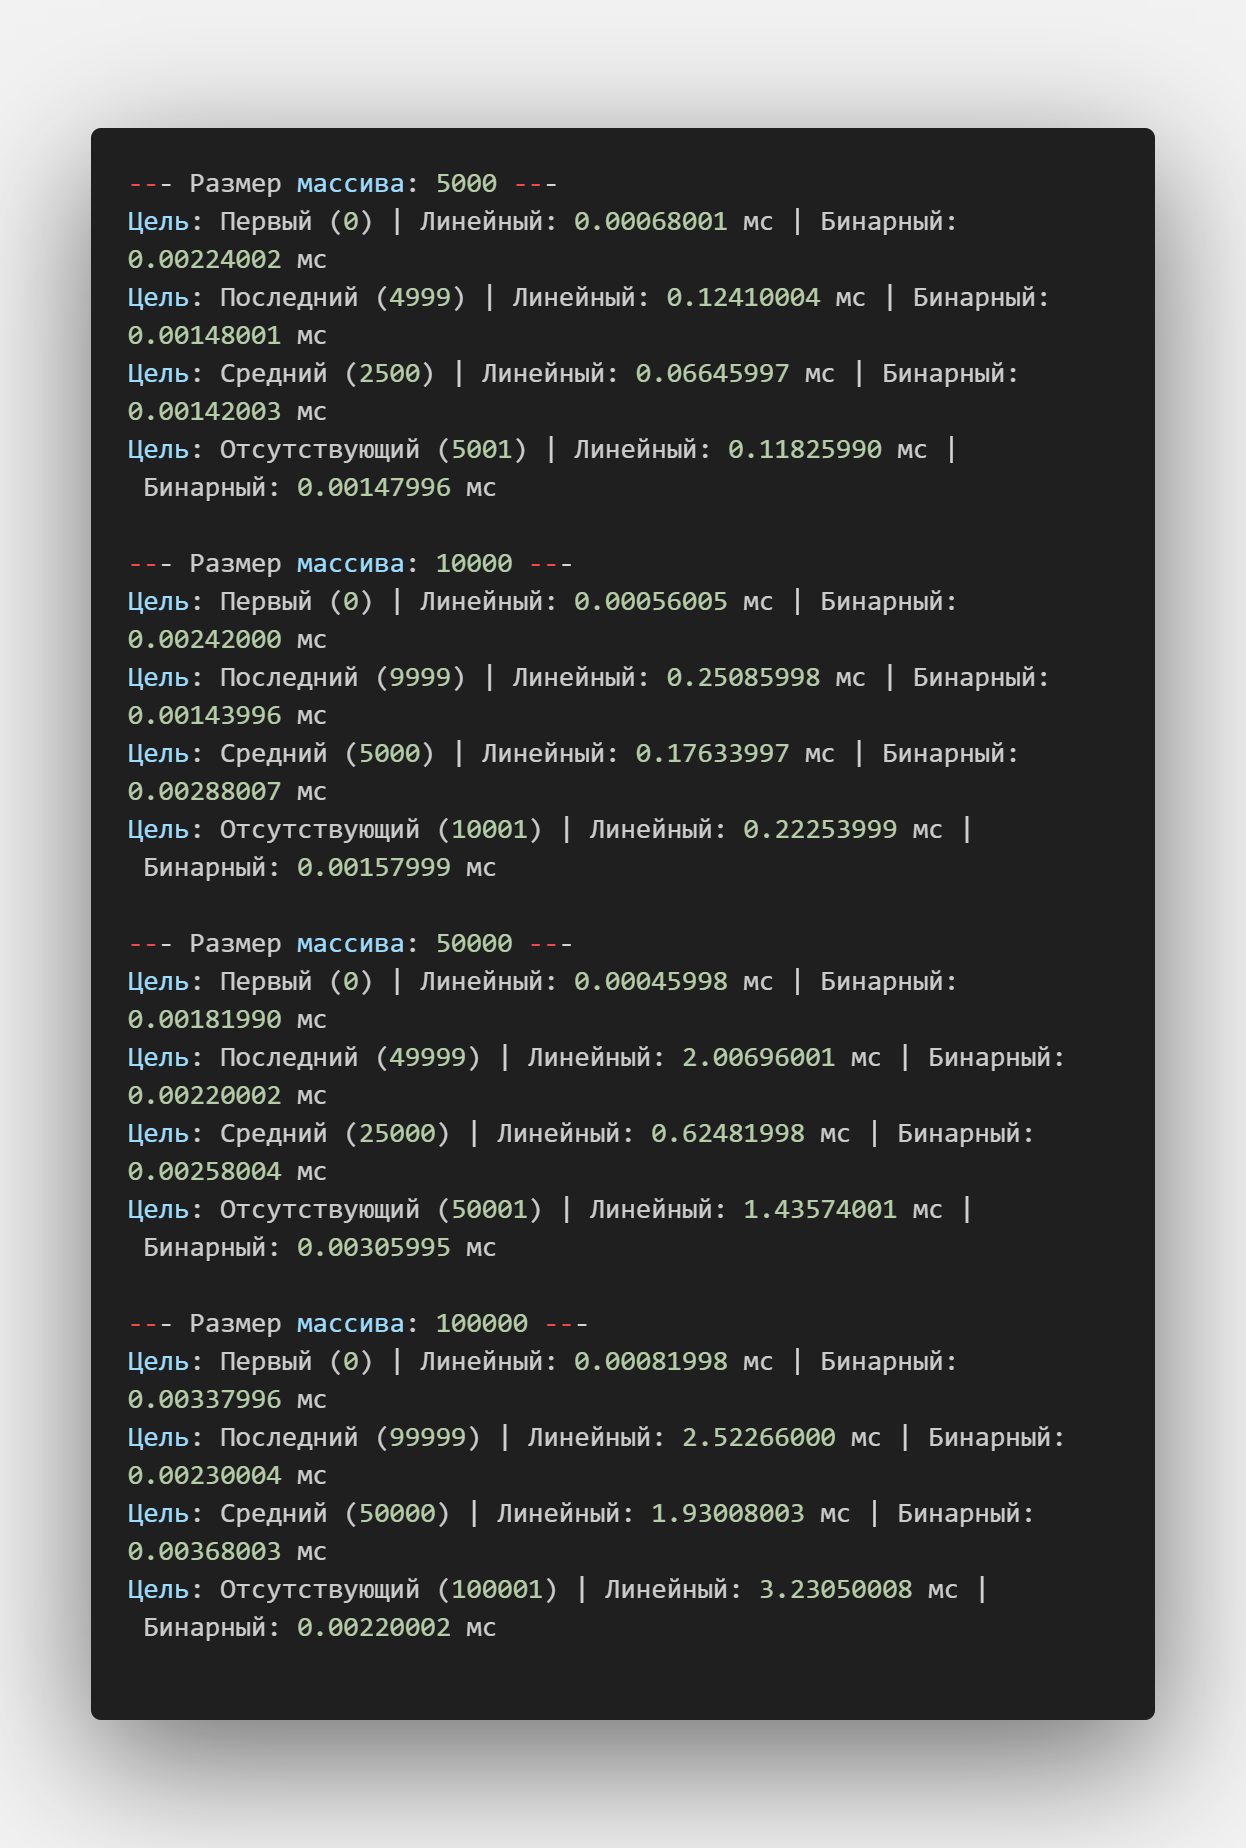 --- Размер массива: 5000 ---
Цель: Первый (0) | Линейный: 0.00068001 мс | Бинарный:
0.00224002 мс
Цель: Последний (4999) | Линейный: 0.12410004 мс | Бинарный:
0.00148001 мс
Цель: Средний (2500) | Линейный: 0.06645997 мс | Бинарный:
0.00142003 мс
Цель: Отсутствующий (5001) | Линейный: 0.11825990 мс |
Бинарный: 0.00147996 мс
--- Размер массива: 10000 ---
Цель: Первый (0) | Линейный: 0.00056005 мс | Бинарный:
0.00242000 мс
Цель: Последний (9999) | Линейный: 0.25085998 мс | Бинарный:
0.00143996 мс
Цель: Средний (5000) | Линейный: 0.17633997 мс | Бинарный:
0.00288007 мс
Цель: Отсутствующий (10001) | Линейный: 0.22253999 мс |
Бинарный: 0.00157999 мс
--- Размер массива: 50000 ---
Цель: Первый (0) | Линейный: 0.00045998 мс | Бинарный:
0.00181990 мс
Цель: Последний (49999) | Линейный: 2.00696001 мс | Бинарный:
0.00220002 мс
Цель: Средний (25000) | Линейный: 0.62481998 мс | Бинарный:
0.00258004 мс
Цель: Отсутствующий (50001) | Линейный: 1.43574001 мс |
Бинарный: 0.00305995 мс
--- Размер массива: 100000 ---
Цель: Первый (0) | Линейный: 0.00081998 мс | Бинарный:
0.00337996 мс
Цель: Последний (99999) | Линейный: 2.52266000 мс | Бинарный:
0.00230004 мс
Цель: Средний (50000) | Линейный: 1.93008003 мс | Бинарный:
0.00368003 мс
Цель: Отсутствующий (100001) | Линейный: 3.23050008 мс |
Бинарный: 0.00220002 мс